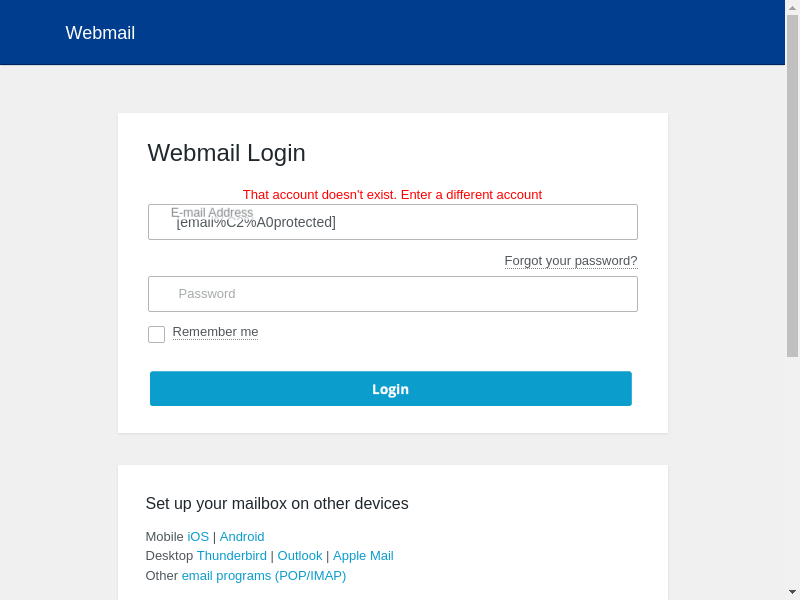 Webmail
Webmail Login
That account doesn't exist. Enter a different account
E-mail Address
[email%C2%A0protected]
Forgot your password?
Password
Remember me
Login
Set up your mailbox on other devices
Mobile iOS | Android
Desktop Thunderbird | Outlook | Apple Mail
Other email programs (POP/IMAP)